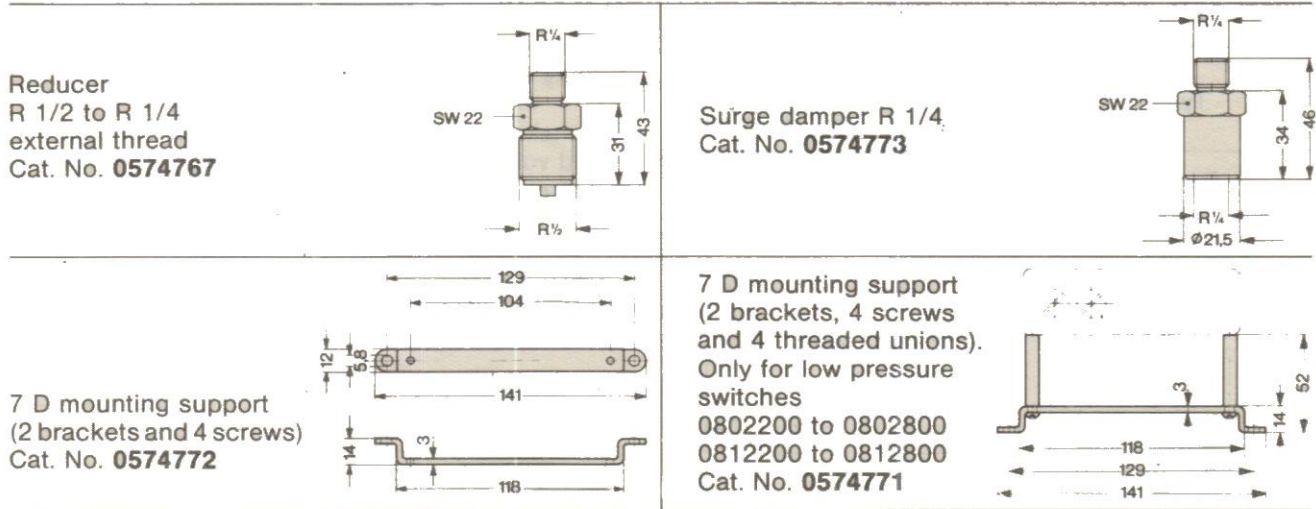 Reducer
R 1/2 to R 1/4
external thread
Cat. No. 0574767
R¼
SW 22
31
43
R½
Surge damper R 1/4
Cat. No. 0574773
R¼
SW 22
34
46
R¼
Ø21,5
7 D mounting support
(2 brackets and 4 screws)
Cat. No. 0574772
129
104
12
5,8
141
14
3
118
7 D mounting support
(2 brackets, 4 screws
and 4 threaded unions).
Only for low pressure
switches
0802200 to 0802800
0812200 to 0812800
Cat. No. 0574771
3
52
14
118
129
141